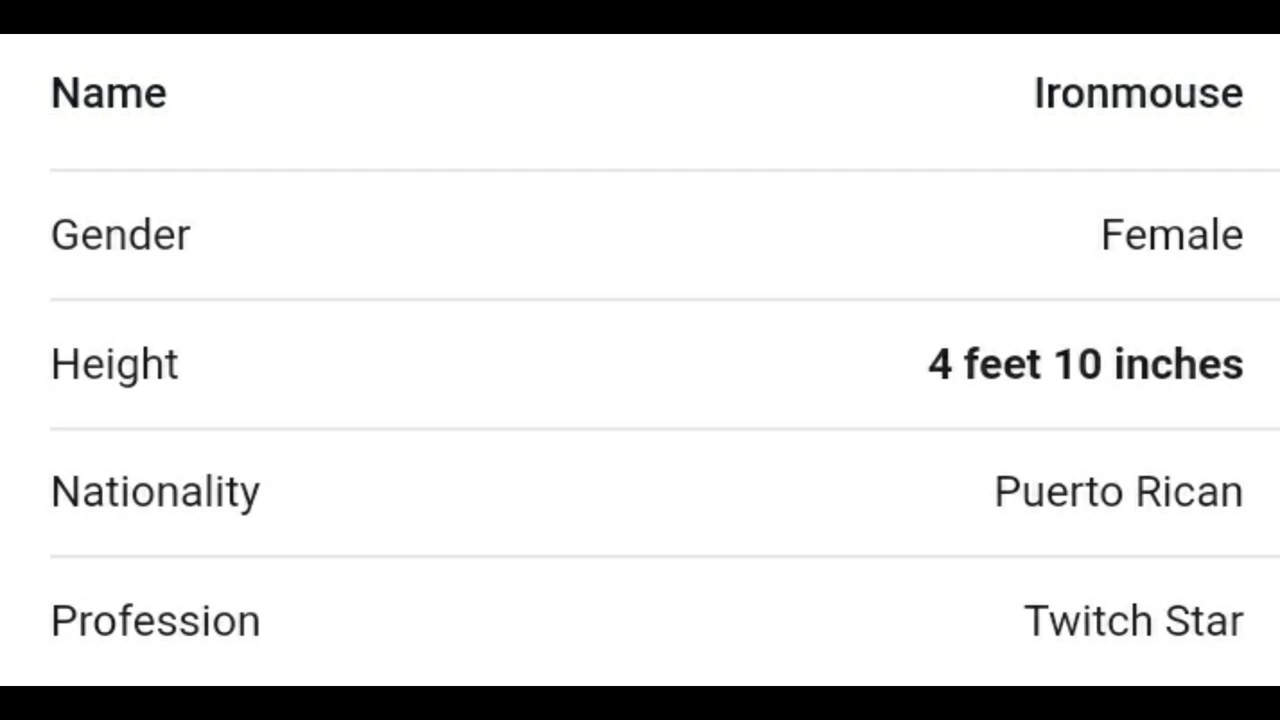 Name Ironmouse
Gender Female
Height 4 feet 10 inches
Nationality Puerto Rican
Profession Twitch Star